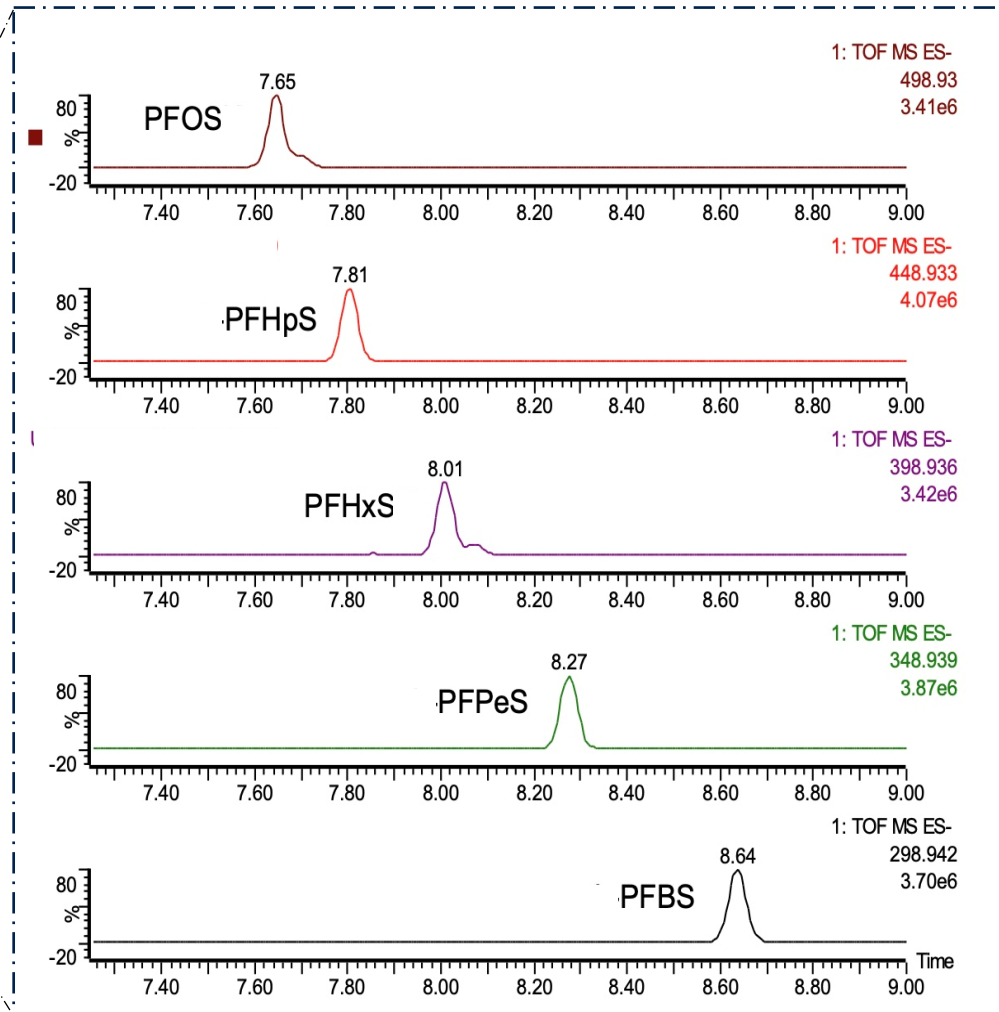 1: TOF MS ES-
498.93
3.41e6
7.65
PFOS
80
%
-20
7.40 7.60 7.80 8.00 8.20 8.40 8.60 8.80 9.00
1: TOF MS ES-
448.933
4.07e6
7.81
PFHpS
80
%
-20
7.40 7.60 7.80 8.00 8.20 8.40 8.60 8.80 9.00
1: TOF MS ES-
398.936
3.42e6
8.01
PFHxS
80
%
-20
7.40 7.60 7.80 8.00 8.20 8.40 8.60 8.80 9.00
1: TOF MS ES-
348.939
3.87e6
8.27
PFPeS
80
%
-20
7.40 7.60 7.80 8.00 8.20 8.40 8.60 8.80 9.00
1: TOF MS ES-
298.942
3.70e6
8.64
PFBS
80
%
-20
Time
7.40 7.60 7.80 8.00 8.20 8.40 8.60 8.80 9.00